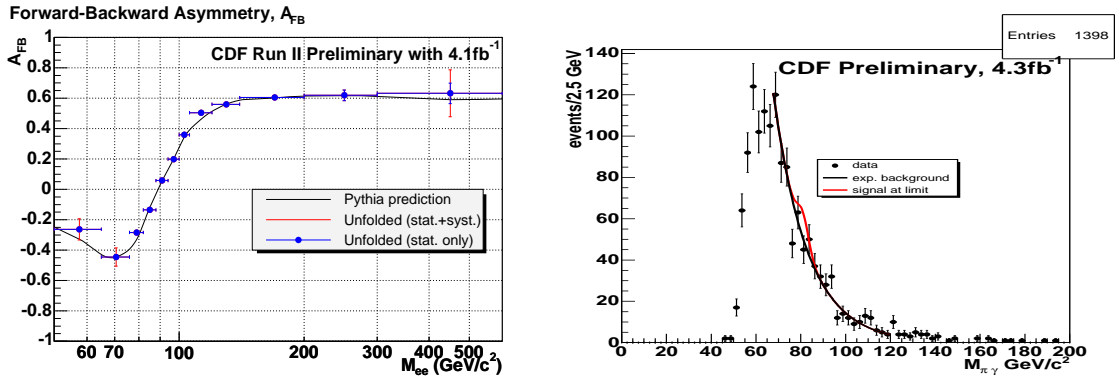 Forward-Backward Asymmetry, A_FB
A_FB
1
0.8
0.6
0.4
0.2
0
-0.2
-0.4
-0.6
-0.8
-1
CDF Run II Preliminary with 4.1fb⁻¹
Pythia prediction
Unfolded (stat.+syst.)
Unfolded (stat. only)
60 70 100 200 300 400 500
M_ee (GeV/c²)
Entries 1398
CDF Preliminary, 4.3fb⁻¹
events/2.5 GeV
140
120
100
80
60
40
20
0
data
exp. background
signal at limit
0 20 40 60 80 100 120 140 160 180 200
M_πγ GeV/c²